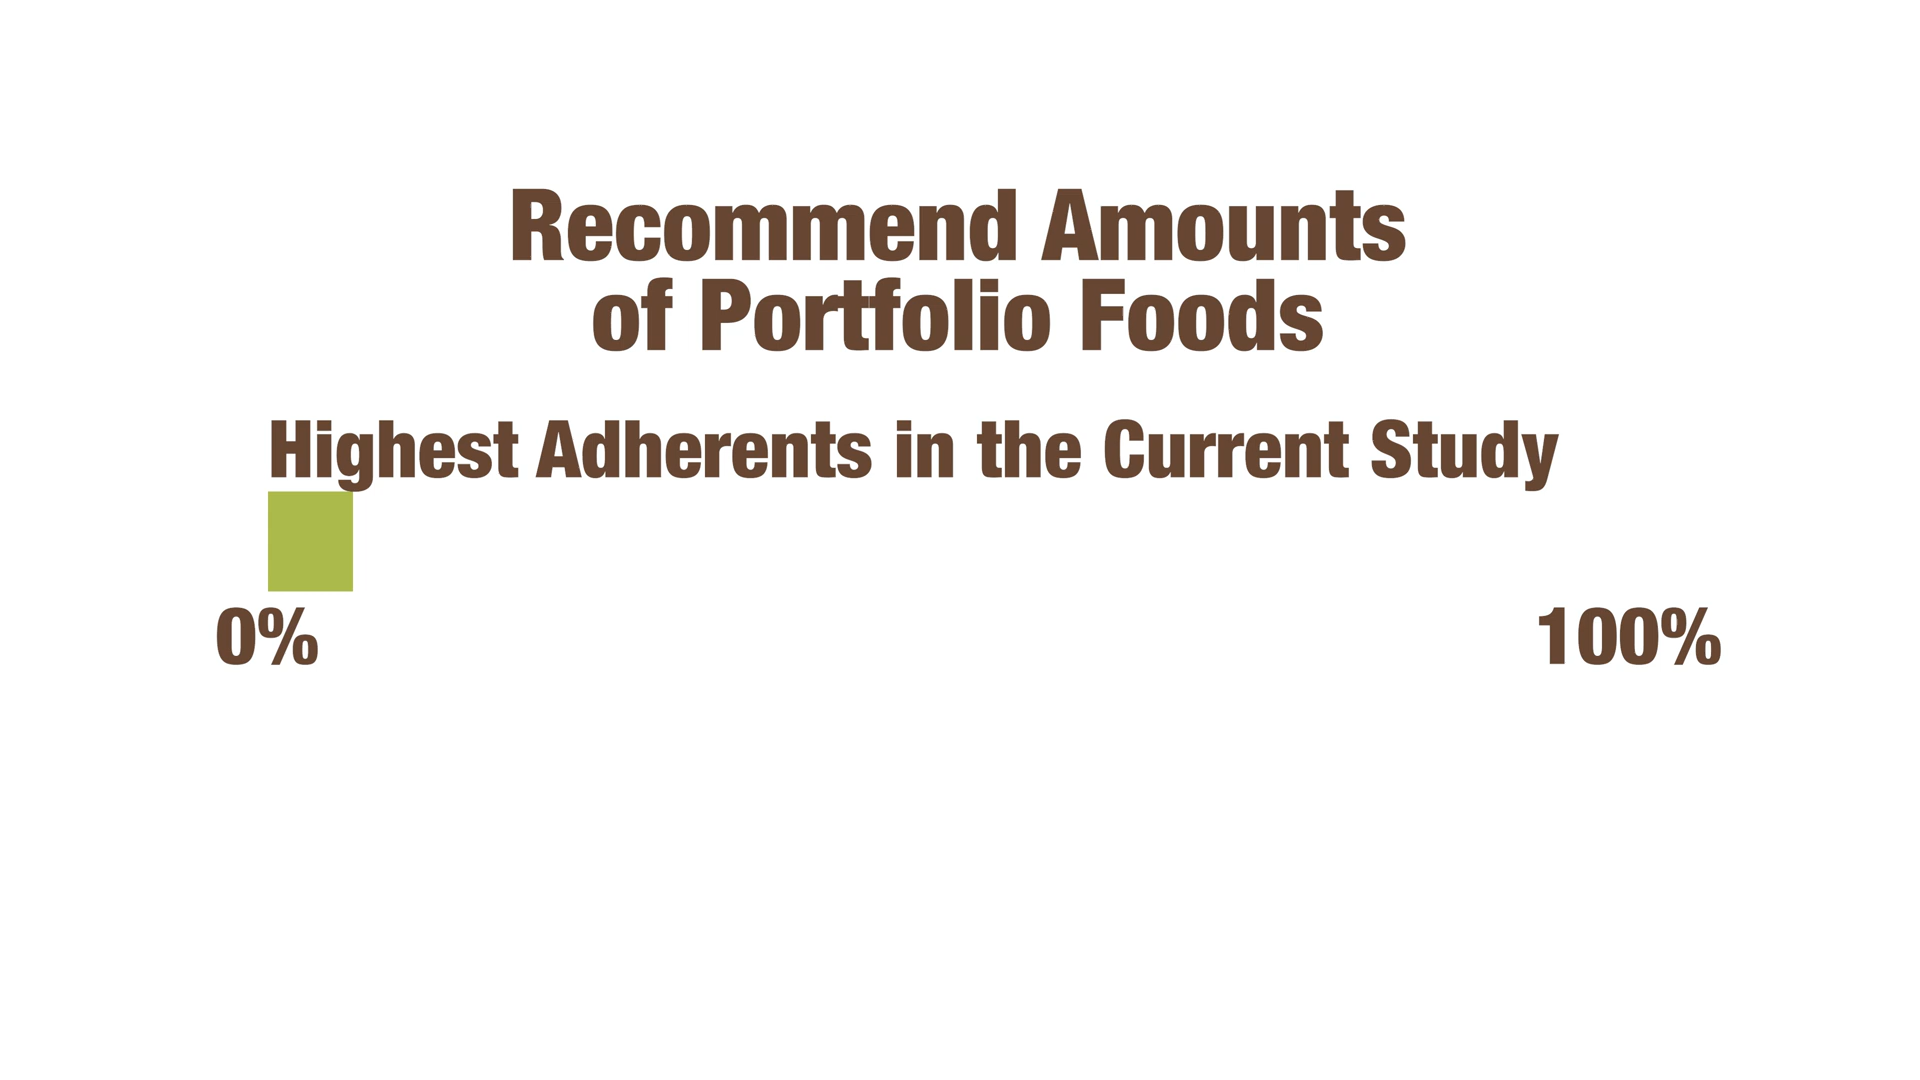 Recommend Amounts
of Portfolio Foods
Highest Adherents in the Current Study
0%
100%